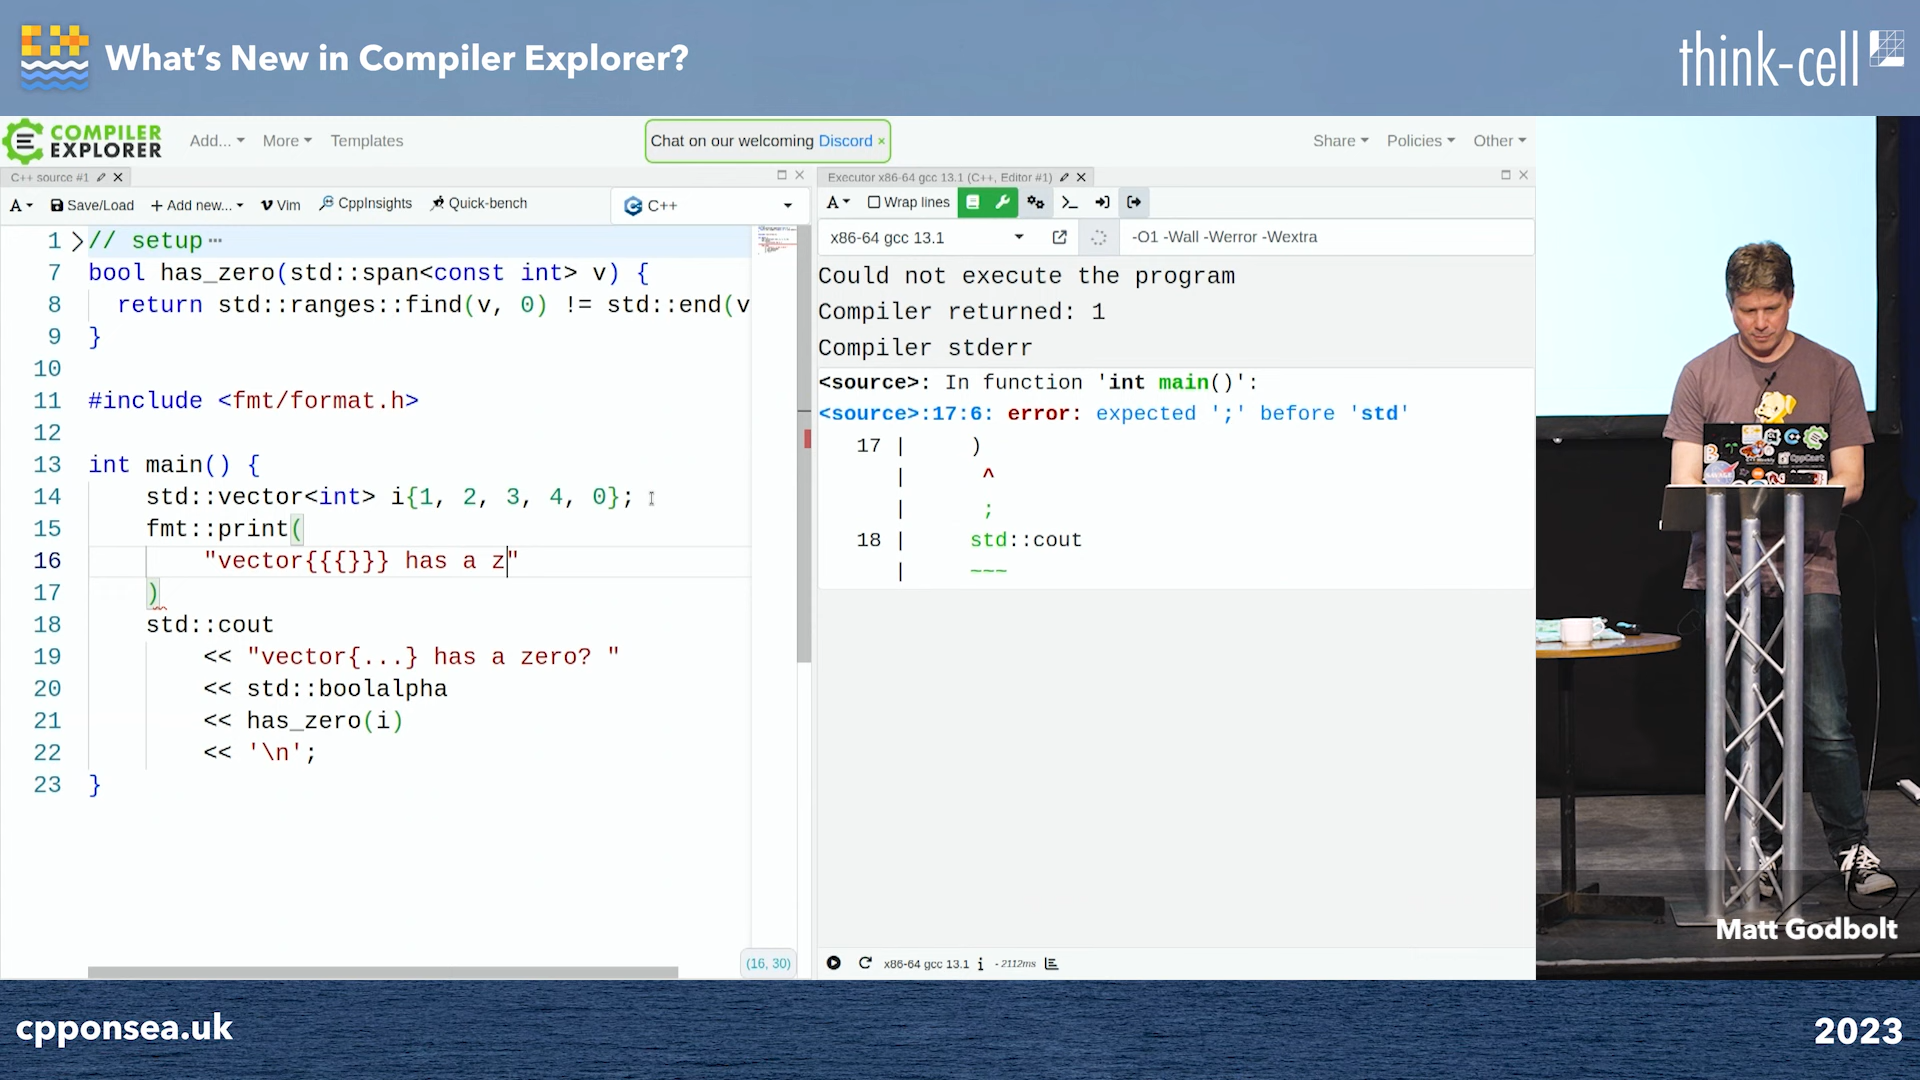 What's New in Compiler Explorer?
think-cell
COMPILER EXPLORER
Add... More Templates
Chat on our welcoming Discord ×
Share Policies Other
C++ source #1
A Save/Load + Add new... Vim CppInsights Quick-bench
C++
1 // setup ⋯
7 bool has_zero(std::span<const int> v) {
8 return std::ranges::find(v, 0) != std::end(v
9 }
10
11 #include <fmt/format.h>
12
13 int main() {
14 std::vector<int> i{1, 2, 3, 4, 0};
15 fmt::print(
16 "vector{{{}}} has a z"
17 )
18 std::cout
19 << "vector{...} has a zero? "
20 << std::boolalpha
21 << has_zero(i)
22 << '\n';
23 }
(16, 30)
Executor x86-64 gcc 13.1 (C++, Editor #1)
A Wrap lines
x86-64 gcc 13.1
-O1 -Wall -Werror -Wextra
Could not execute the program
Compiler returned: 1
Compiler stderr
<source>: In function 'int main()':
<source>:17:6: error: expected ';' before 'std'
17 | )
| ^
| ;
18 | std::cout
| ~~~
x86-64 gcc 13.1 i - 2112ms
CppCast
Matt Godbolt
cpponsea.uk
2023